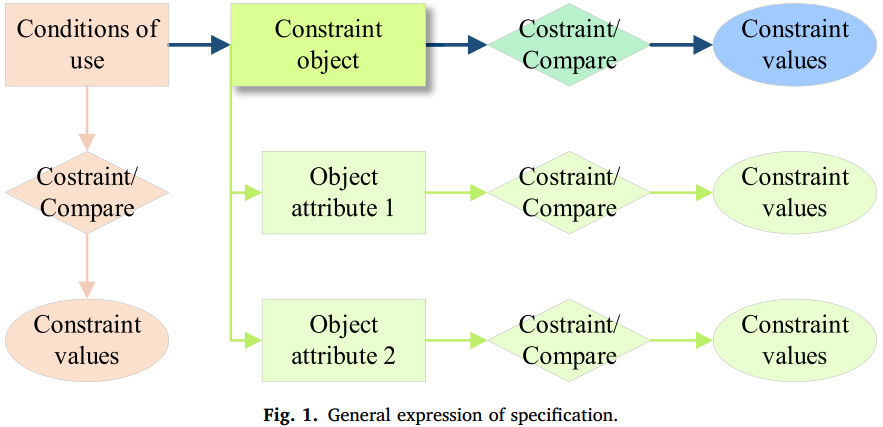 Conditions of
use
Constraint
object
Costraint/
Compare
Constraint
values
Costraint/
Compare
Object
attribute 1
Costraint/
Compare
Constraint
values
Constraint
values
Object
attribute 2
Costraint/
Compare
Constraint
values
Fig. 1. General expression of specification.